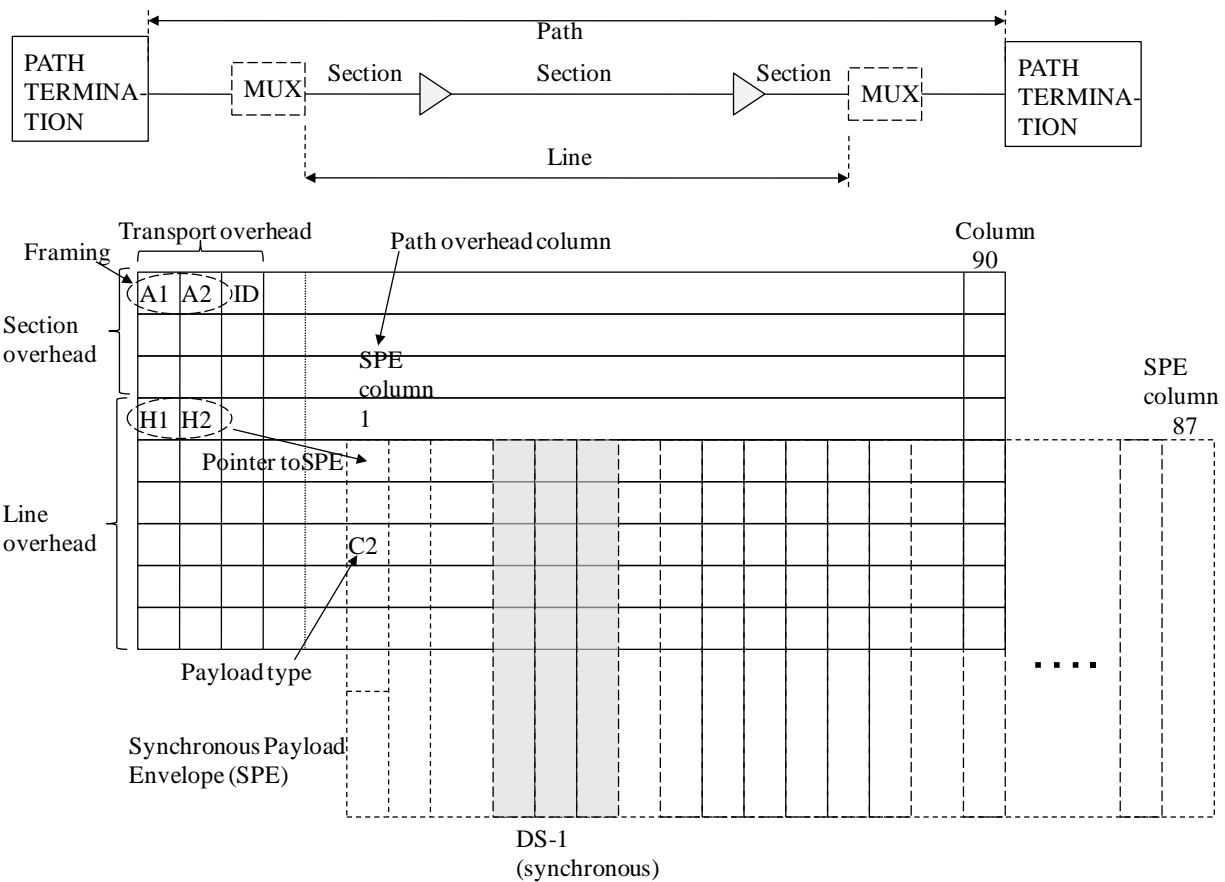 Path
PATH
TERMINA-
TION
MUX
Section
Section
Section
MUX
PATH
TERMINA-
TION
Line
Transport overhead
Path overhead column
Column
90
Framing
A1 A2 ID
Section
overhead
SPE
column
1
SPE
column
87
H1 H2
Pointer to SPE
Line
overhead
C2
Payload type
....
Synchronous Payload
Envelope (SPE)
DS-1
(synchronous)